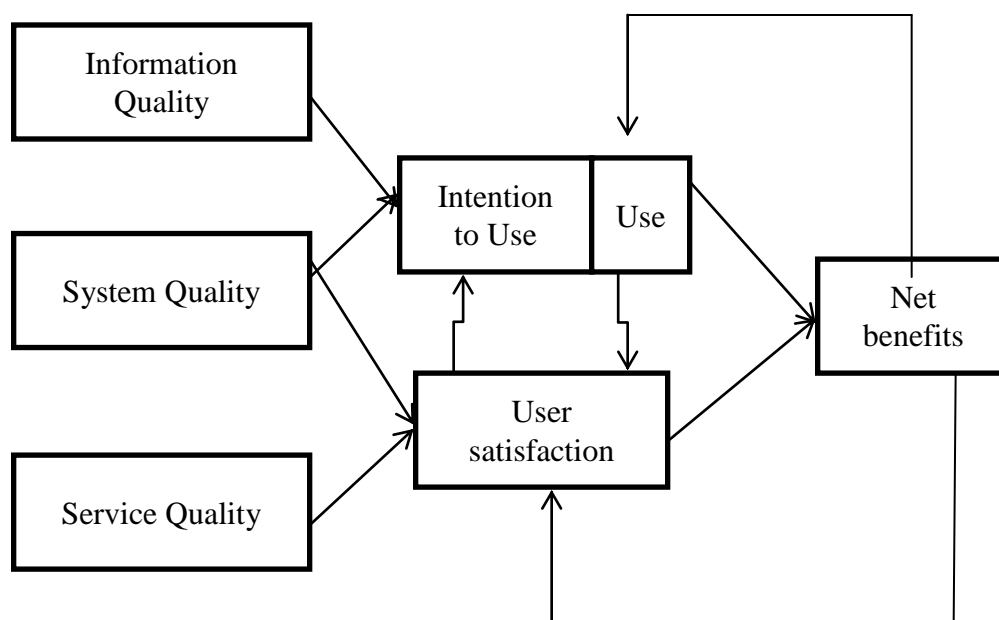 Information
Quality
Intention
to Use
Use
System Quality
Net
benefits
User
satisfaction
Service Quality